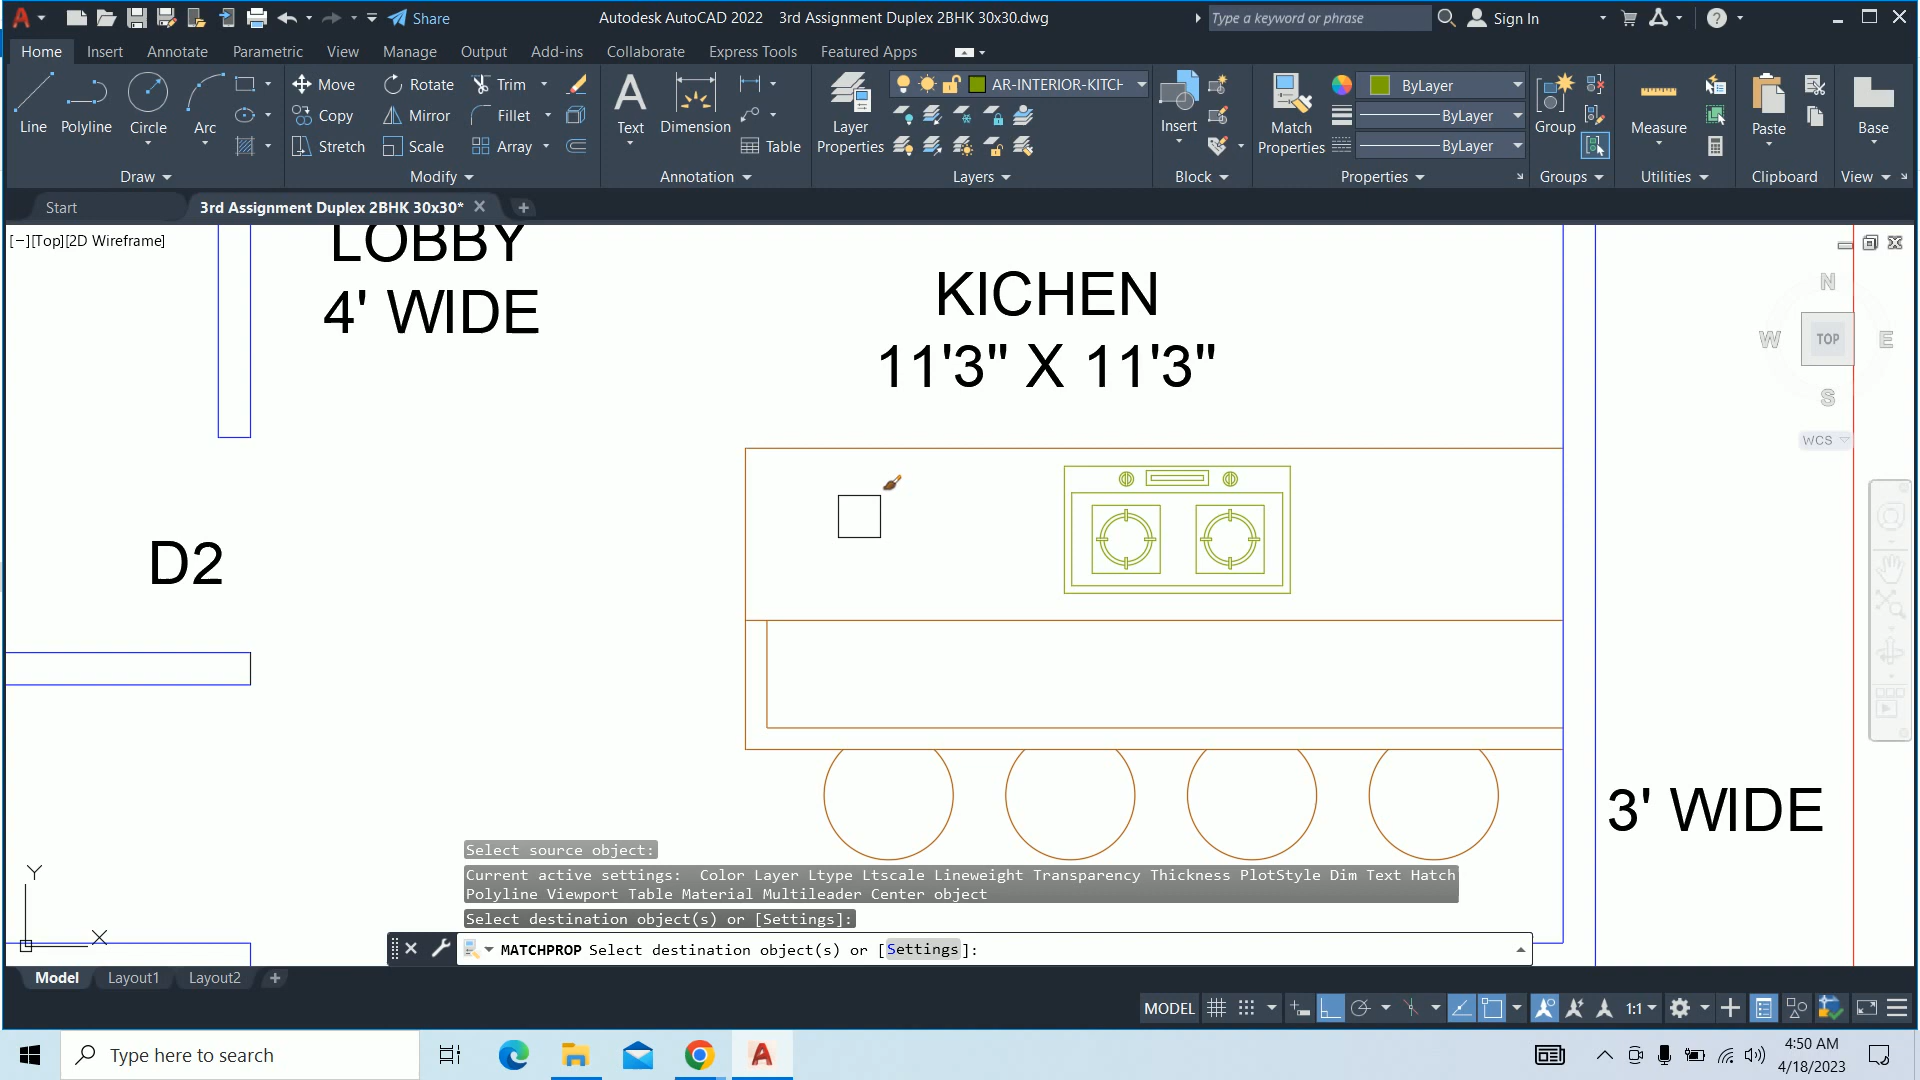 Share
Autodesk AutoCAD 2022 3rd Assignment Duplex 2BHK 30x30.dwg
Type a keyword or phrase
Sign In
Home Insert Annotate Parametric View Manage Output Add-ins Collaborate Express Tools Featured Apps
Line Polyline Circle Arc
Move Rotate Trim
Copy Mirror Fillet
Stretch Scale Array
Text Dimension Table
Layer Properties
AR-INTERIOR-KITCH
Insert
Match Properties
ByLayer
ByLayer
ByLayer
Group
Measure
Paste
Base
Draw Modify Annotation Layers Block Properties Groups Utilities Clipboard View
Start
3rd Assignment Duplex 2BHK 30x30*
[−][Top][2D Wireframe]
LOBBY
4' WIDE
KICHEN
11'3" X 11'3"
N
W TOP E
S
WCS
D2
3' WIDE
Select source object:
Current active settings: Color Layer Ltype Ltscale Lineweight Transparency Thickness PlotStyle Dim Text Hatch
Polyline Viewport Table Material Multileader Center object
Select destination object(s) or [Settings]:
MATCHPROP Select destination object(s) or [Settings]:
Y
X
Model Layout1 Layout2
MODEL
1:1
Type here to search
4:50 AM
4/18/2023